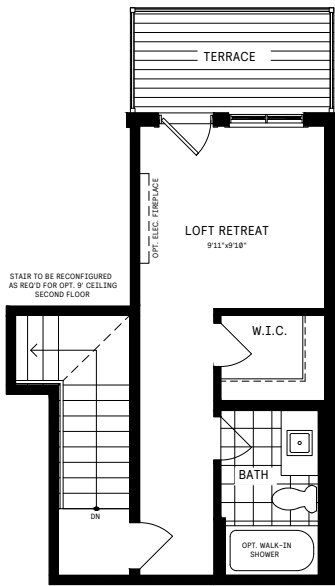 TERRACE
OPT. ELEC. FIREPLACE
LOFT RETREAT
9'11"x9'10"
STAIR TO BE RECONFIGURED
AS REQ'D FOR OPT. 9' CEILING
SECOND FLOOR
W.I.C.
BATH
DN
OPT. WALK-IN
SHOWER